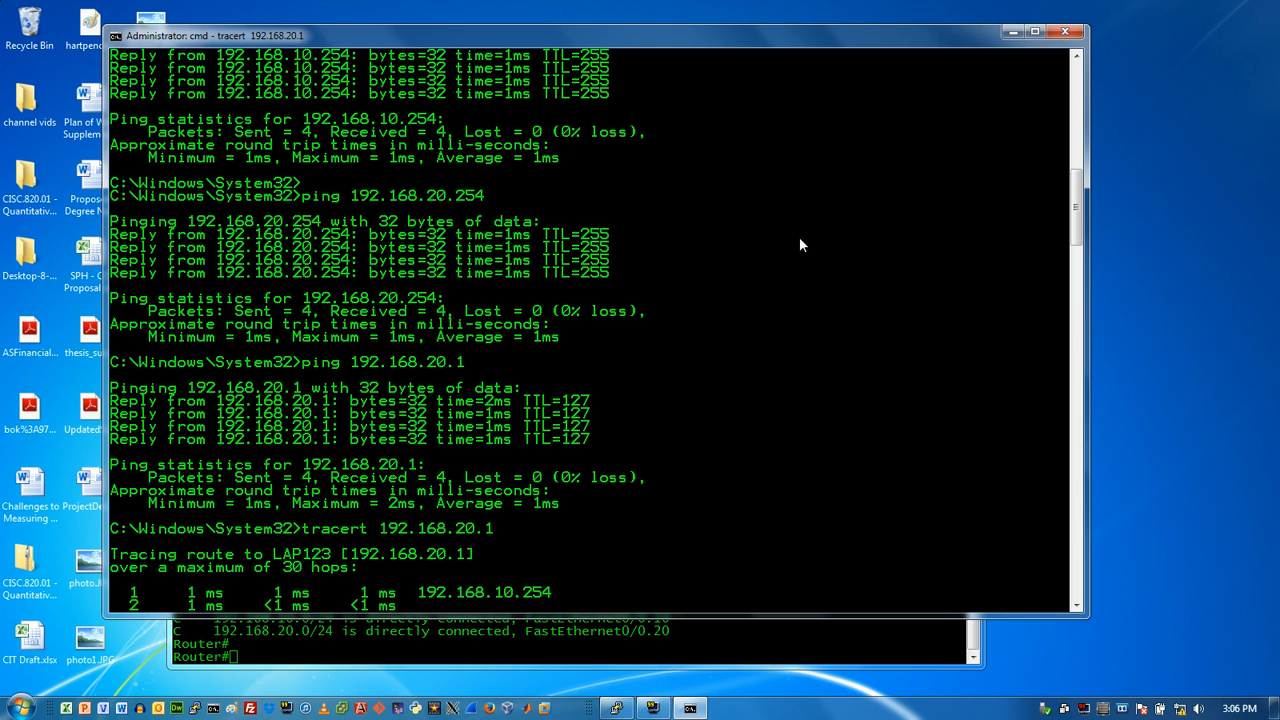 Recycle Bin
hartpend
channel vids
Plan of W
Supplem
CISC.820.01 -
Quantitativ...
Propos
Degree N
Desktop-8-...
SPH - C
Proposal
ASFinancial...
thesis_su
bok%3A97...
Updated
Challenges to
Measuring ...
ProjectDe
CISC.820.01 -
Quantitati...
photo.J
CIT Draft.xlsx
photo1.JPG
Administrator: cmd - tracert 192.168.20.1
Reply from 192.168.10.254: bytes=32 time=1ms TTL=255
Reply from 192.168.10.254: bytes=32 time=1ms TTL=255
Reply from 192.168.10.254: bytes=32 time=1ms TTL=255
Reply from 192.168.10.254: bytes=32 time=1ms TTL=255
Ping statistics for 192.168.10.254:
Packets: Sent = 4, Received = 4, Lost = 0 (0% loss),
Approximate round trip times in milli-seconds:
Minimum = 1ms, Maximum = 1ms, Average = 1ms
C:\Windows\System32>
C:\Windows\System32>ping 192.168.20.254
Pinging 192.168.20.254 with 32 bytes of data:
Reply from 192.168.20.254: bytes=32 time=1ms TTL=255
Reply from 192.168.20.254: bytes=32 time=1ms TTL=255
Reply from 192.168.20.254: bytes=32 time=1ms TTL=255
Reply from 192.168.20.254: bytes=32 time=1ms TTL=255
Ping statistics for 192.168.20.254:
Packets: Sent = 4, Received = 4, Lost = 0 (0% loss),
Approximate round trip times in milli-seconds:
Minimum = 1ms, Maximum = 1ms, Average = 1ms
C:\Windows\System32>ping 192.168.20.1
Pinging 192.168.20.1 with 32 bytes of data:
Reply from 192.168.20.1: bytes=32 time=2ms TTL=127
Reply from 192.168.20.1: bytes=32 time=1ms TTL=127
Reply from 192.168.20.1: bytes=32 time=1ms TTL=127
Reply from 192.168.20.1: bytes=32 time=1ms TTL=127
Ping statistics for 192.168.20.1:
Packets: Sent = 4, Received = 4, Lost = 0 (0% loss),
Approximate round trip times in milli-seconds:
Minimum = 1ms, Maximum = 2ms, Average = 1ms
C:\Windows\System32>tracert 192.168.20.1
Tracing route to LAP123 [192.168.20.1]
over a maximum of 30 hops:
1 1 ms 1 ms 1 ms 192.168.10.254
2 1 ms <1 ms <1 ms
C 192.168.10.0/24 is directly connected, FastEthernet0/0.10
C 192.168.20.0/24 is directly connected, FastEthernet0/0.20
Router#
Router#
3:06 PM